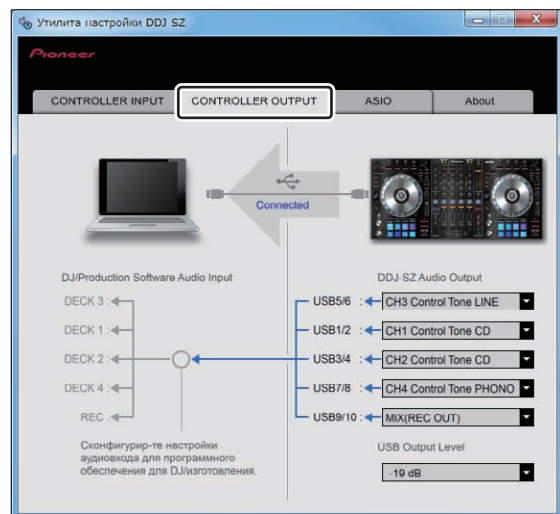 Утилита настройки DDJ SZ
Pioneer
CONTROLLER INPUT CONTROLLER OUTPUT ASIO About
Connected
DJ/Production Software Audio Input
DECK 3 :
DECK 1 :
DECK 2 :
DECK 4 :
REC :
Сконфигурир-те настройки
аудиовхода для программного
обеспечения для DJ/изготовления.
DDJ-SZ Audio Output
USB5/6 : CH3 Control Tone LINE
USB1/2 : CH1 Control Tone CD
USB3/4 : CH2 Control Tone CD
USB7/8 : CH4 Control Tone PHONO
USB9/10 : MIX(REC OUT)
USB Output Level
-19 dB